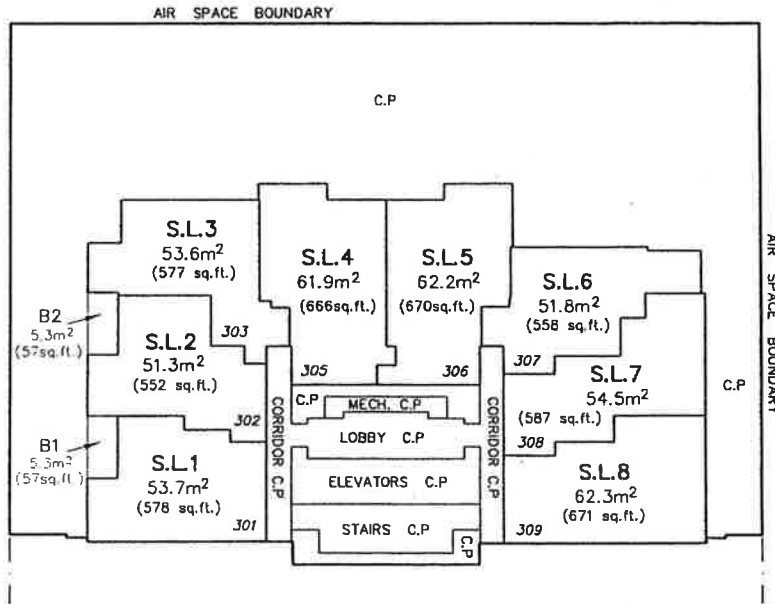 AIR SPACE BOUNDARY
C.P
S.L.3
53.6m²
(577 sq.ft.)
S.L.4
61.9m²
(666sq.ft.)
S.L.5
62.2m²
(670sq.ft.)
S.L.6
51.8m²
(558 sq.ft.)
AIR SPACE BOUNDARY
B2
5.3m²
(57sq.ft.)
S.L.2
51.3m²
(552 sq.ft.)
303
305
306
307
S.L.7
54.5m²
(587 sq.ft.)
C.P
302
308
CORRIDOR C.P
C.P
MECH. C.P
LOBBY C.P
ELEVATORS C.P
STAIRS C.P
C.P
CORRIDOR C.P
B1
5.3m²
(57sq.ft.)
S.L.1
53.7m²
(578 sq.ft.)
301
S.L.8
62.3m²
(671 sq.ft.)
309